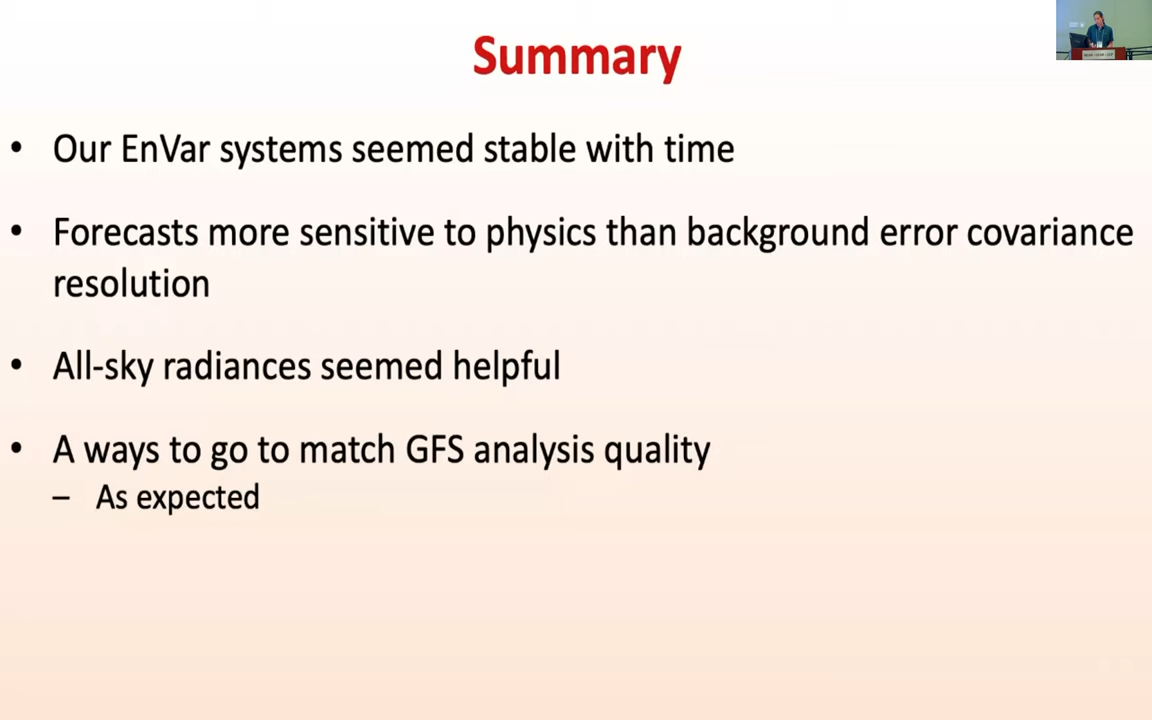 Summary
• Our EnVar systems seemed stable with time
• Forecasts more sensitive to physics than background error covariance
resolution
• All-sky radiances seemed helpful
• A ways to go to match GFS analysis quality
– As expected